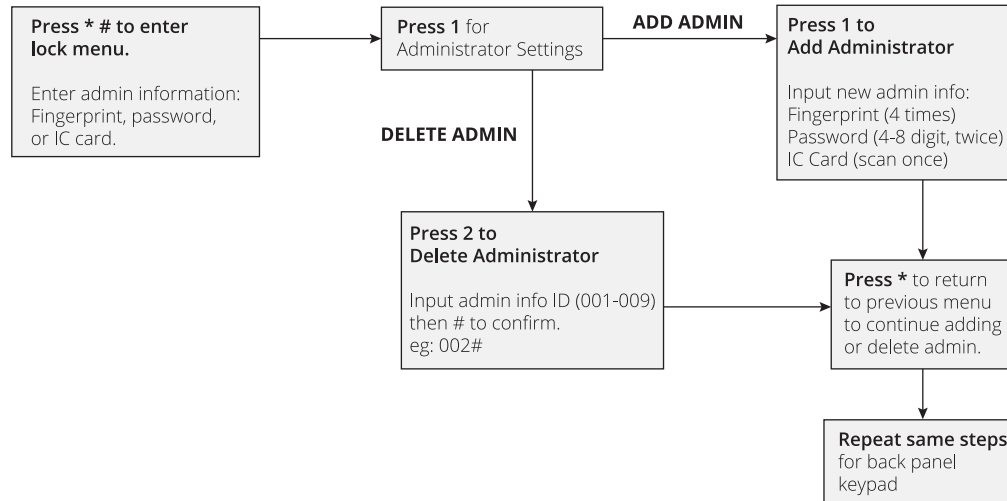 Press * # to enter
lock menu.
Enter admin information:
Fingerprint, password,
or IC card.
Press 1 for
Administrator Settings
ADD ADMIN
Press 1 to
Add Administrator
Input new admin info:
Fingerprint (4 times)
Password (4-8 digit, twice)
IC Card (scan once)
DELETE ADMIN
Press 2 to
Delete Administrator
Input admin info ID (001-009)
then # to confirm.
eg: 002#
Press * to return
to previous menu
to continue adding
or delete admin.
Repeat same steps
for back panel
keypad